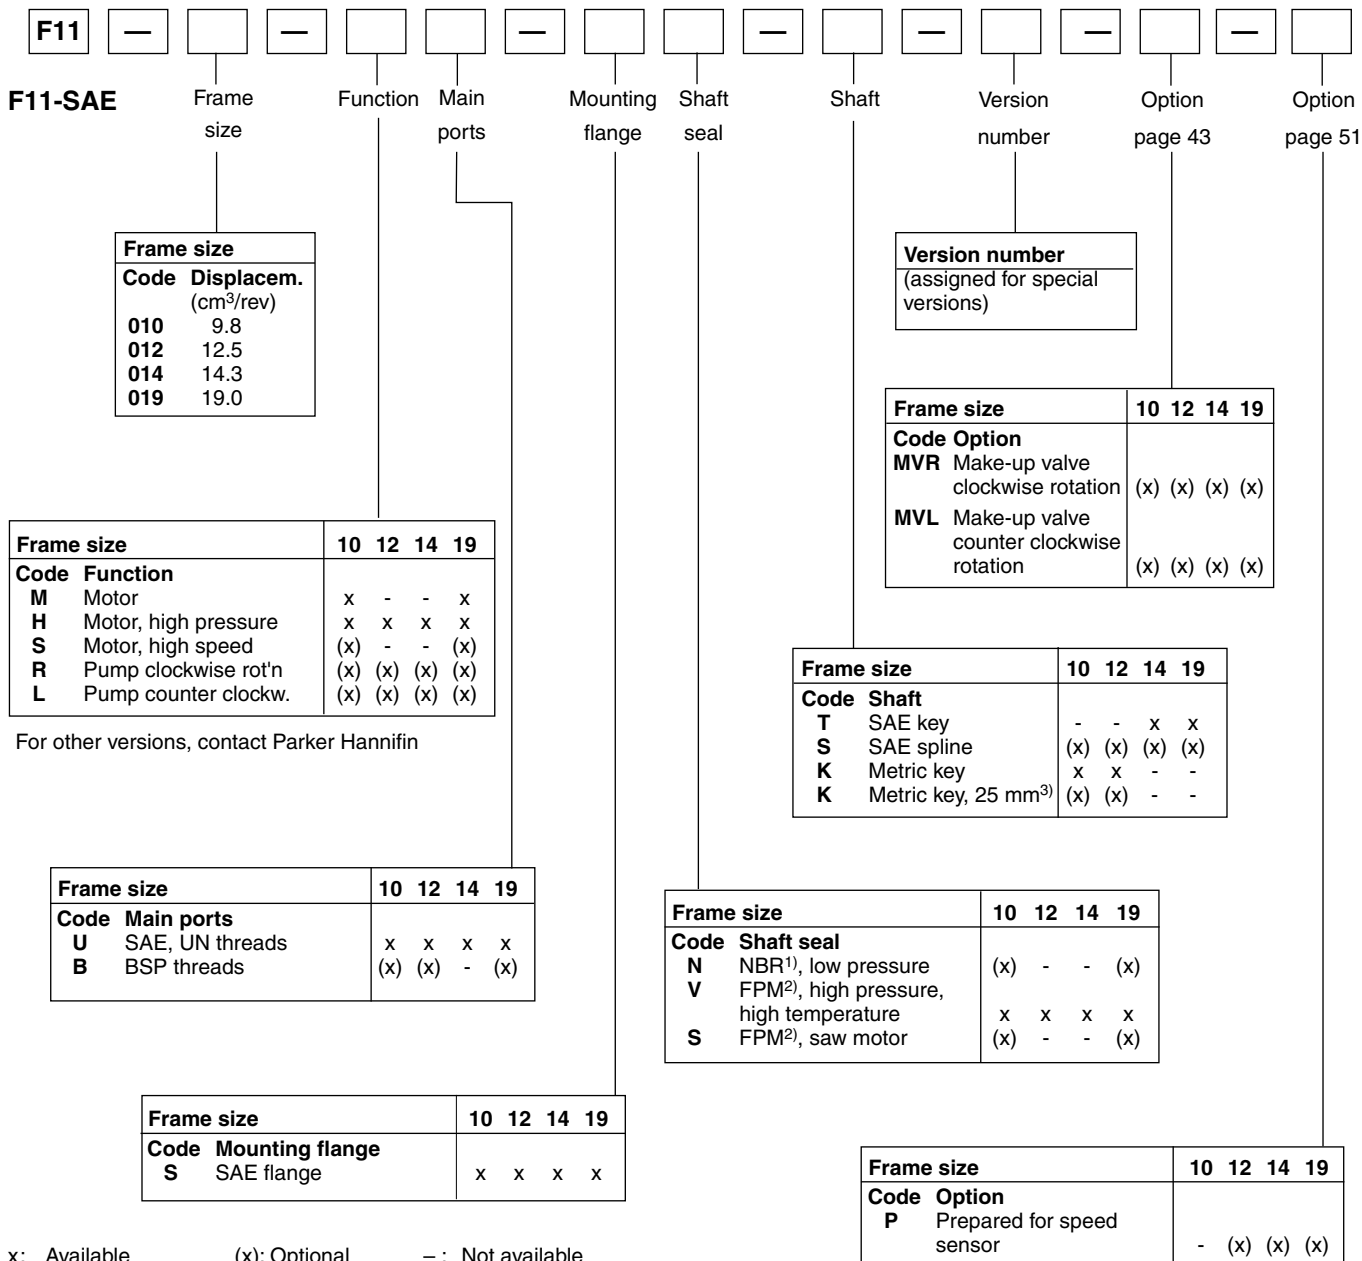 F11 — — — — — — —
F11-SAE
Frame size
Function
Main ports
Mounting flange
Shaft seal
Shaft
Version number
Option page 43
Option page 51
Frame size
Code Displacem.
(cm³/rev)
010 9.8
012 12.5
014 14.3
019 19.0
Version number
(assigned for special
versions)
Frame size 10 12 14 19
Code Option
MVR Make-up valve
clockwise rotation (x) (x) (x) (x)
MVL Make-up valve
counter clockwise
rotation (x) (x) (x) (x)
Frame size 10 12 14 19
Code Function
M Motor x - - x
H Motor, high pressure x x x x
S Motor, high speed (x) - - (x)
R Pump clockwise rot'n (x) (x) (x) (x)
L Pump counter clockw. (x) (x) (x) (x)
For other versions, contact Parker Hannifin
Frame size 10 12 14 19
Code Shaft
T SAE key - - x x
S SAE spline (x) (x) (x) (x)
K Metric key x x - -
K Metric key, 25 mm³⁾ (x) (x) - -
Frame size 10 12 14 19
Code Main ports
U SAE, UN threads x x x x
B BSP threads (x) (x) - (x)
Frame size 10 12 14 19
Code Shaft seal
N NBR¹⁾, low pressure (x) - - (x)
V FPM²⁾, high pressure,
high temperature x x x x
S FPM²⁾, saw motor (x) - - (x)
Frame size 10 12 14 19
Code Mounting flange
S SAE flange x x x x
Frame size 10 12 14 19
Code Option
P Prepared for speed
sensor - (x) (x) (x)
x: Available (x): Optional – : Not available